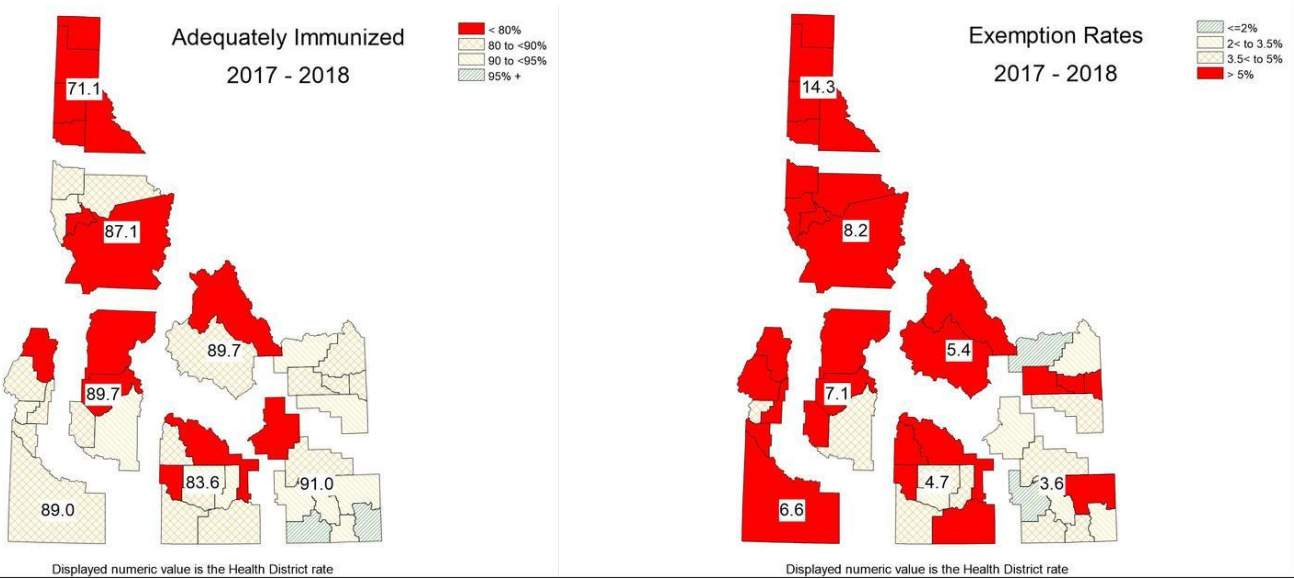 Adequately Immunized
2017 - 2018
< 80%
80 to <90%
90 to <95%
95% +
71.1
87.1
89.7
89.7
83.6
91.0
89.0
Displayed numeric value is the Health District rate
Exemption Rates
2017 - 2018
<=2%
2< to 3.5%
3.5< to 5%
> 5%
14.3
8.2
5.4
7.1
4.7
3.6
6.6
Displayed numeric value is the Health District rate